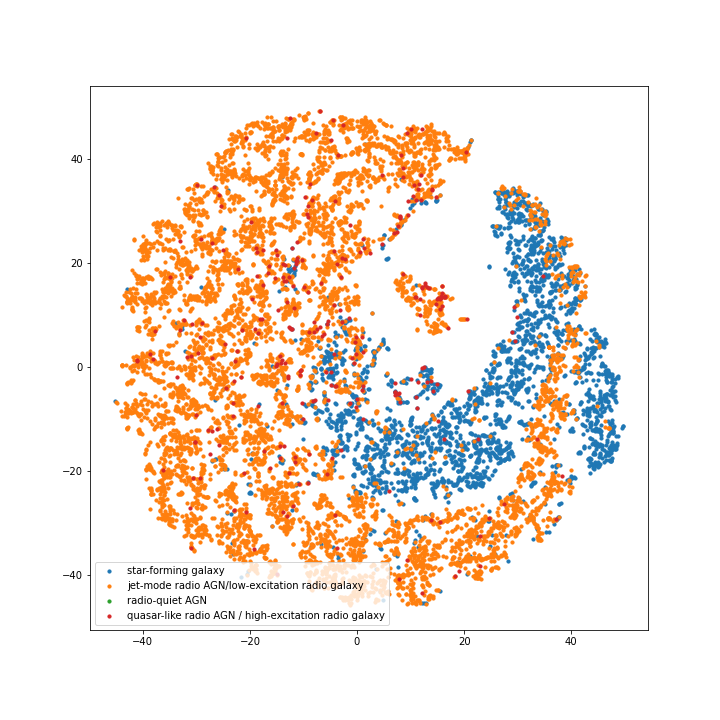 40
20
0
−20
−40
star-forming galaxy
jet-mode radio AGN/low-excitation radio galaxy
radio-quiet AGN
quasar-like radio AGN / high-excitation radio galaxy
−40 −20 0 20 40